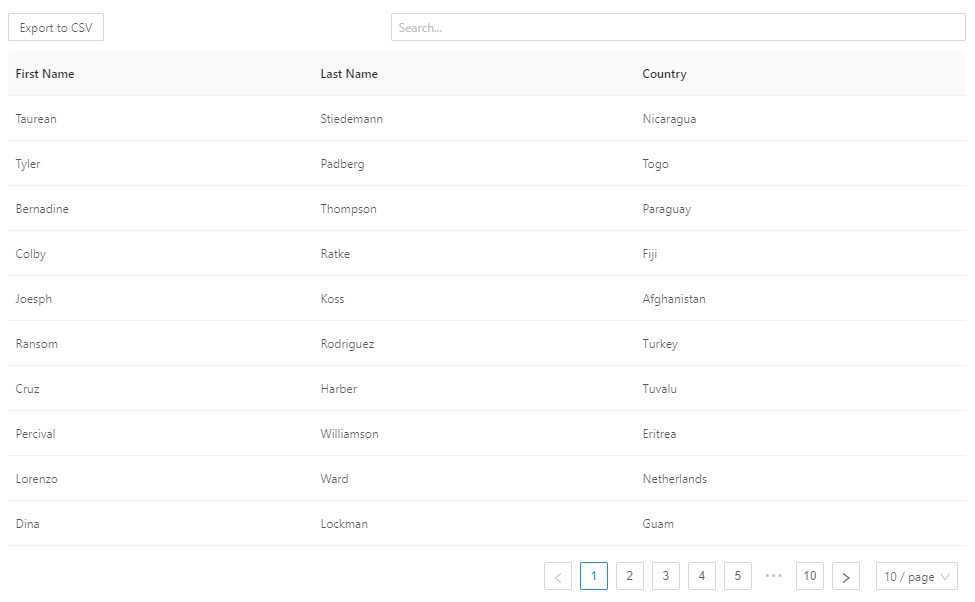 Export to CSV Search...
First Name Last Name Country
Taurean Stiedemann Nicaragua
Tyler Padberg Togo
Bernadine Thompson Paraguay
Colby Ratke Fiji
Joesph Koss Afghanistan
Ransom Rodriguez Turkey
Cruz Harber Tuvalu
Percival Williamson Eritrea
Lorenzo Ward Netherlands
Dina Lockman Guam
< 1 2 3 4 5 ••• 10 > 10 / page